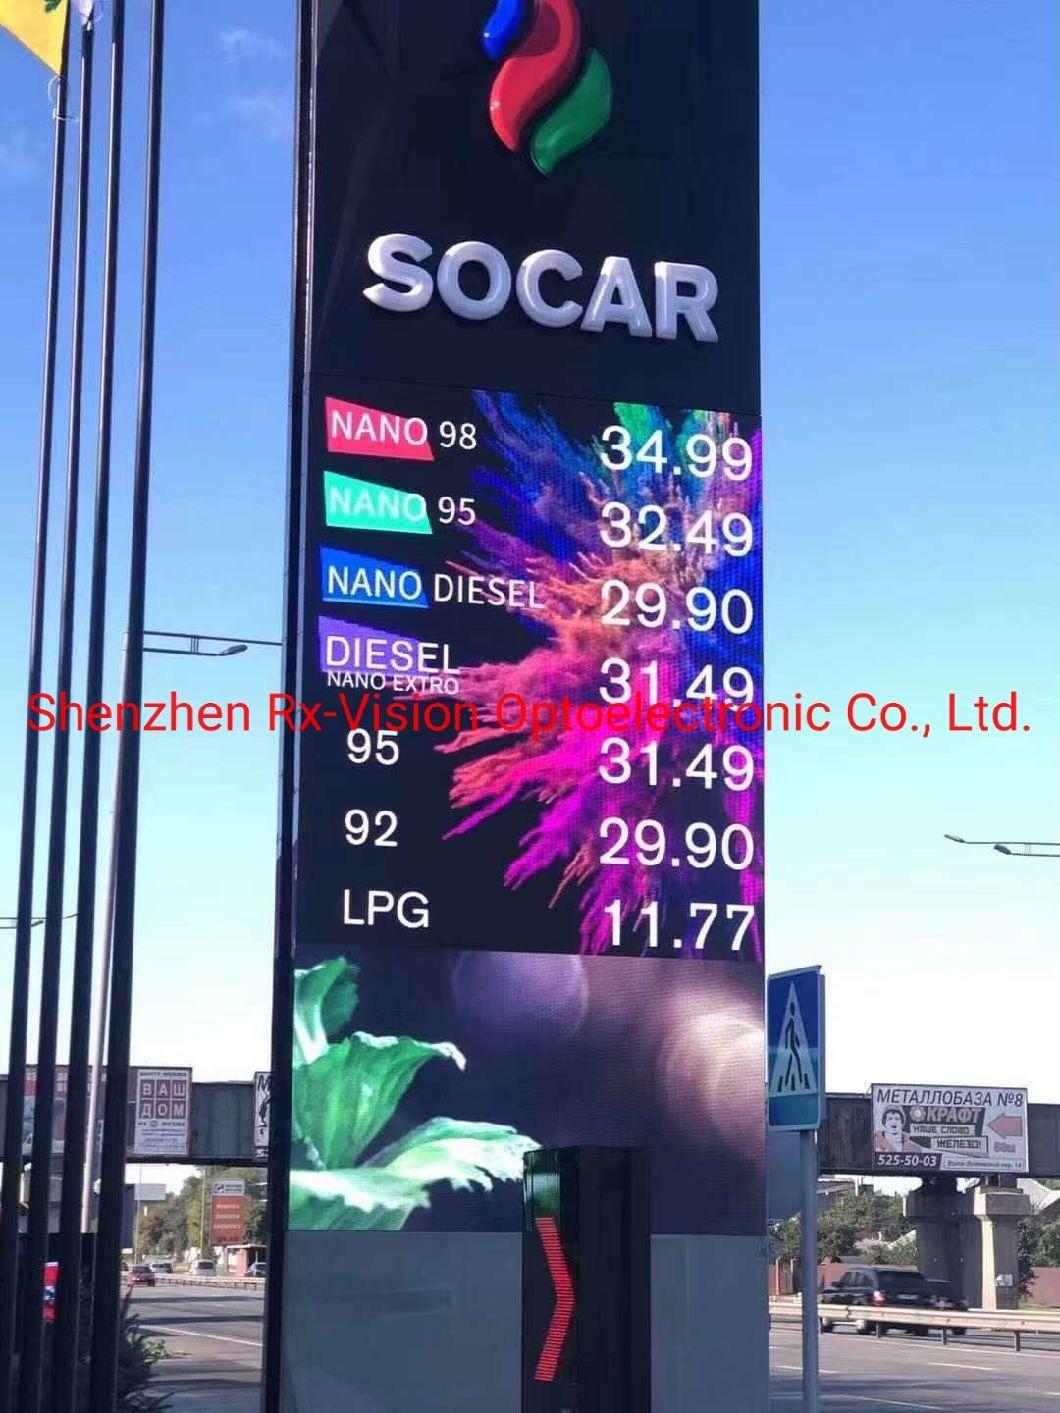 SOCAR
NANO 98 34.99
NANO 95 32.49
NANO DIESEL 29.90
DIESEL 31.49
NANO EXTRO
Shenzhen Rx-Vision Optoelectronic Co., Ltd.
95 31.49
92 29.90
LPG 11.77
ВАШ
ДОМ
МЕТАЛЛОБАЗА №8
КРАФТ
НАШЕ СЛОВО
ЖЕЛЕЗО!
525-50-03